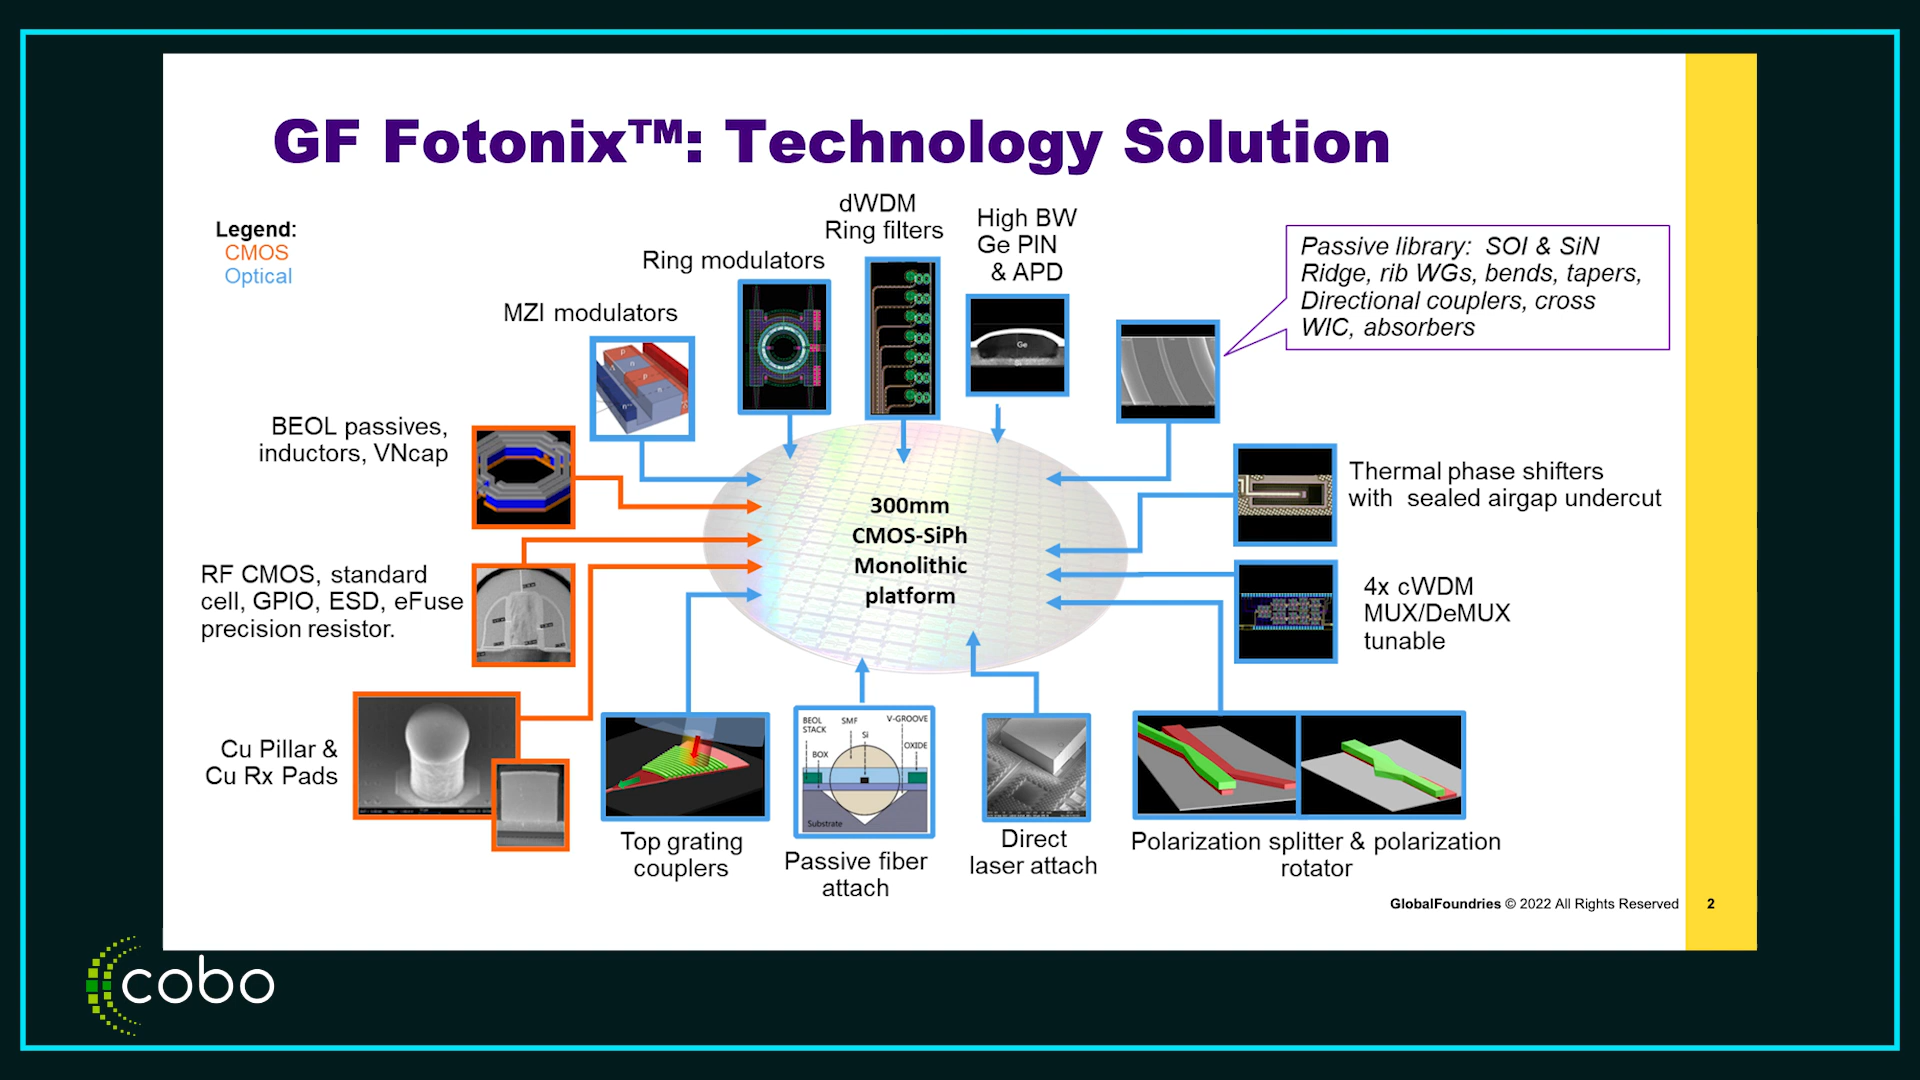 GF Fotonix™: Technology Solution
Legend:
CMOS
Optical
MZI modulators
Ring modulators
dWDM
Ring filters
High BW
Ge PIN
& APD
Ge
Passive library: SOI & SiN
Ridge, rib WGs, bends, tapers,
Directional couplers, cross
WIC, absorbers
BEOL passives,
inductors, VNcap
Thermal phase shifters
with sealed airgap undercut
300mm
CMOS-SiPh
Monolithic
platform
RF CMOS, standard
cell, GPIO, ESD, eFuse
precision resistor.
4x cWDM
MUX/DeMUX
tunable
Cu Pillar &
Cu Rx Pads
Top grating
couplers
BEOL
STACK
SMF
V-GROOVE
Si
BOX
OXIDE
Substrate
Passive fiber
attach
Direct
laser attach
Polarization splitter & polarization
rotator
GlobalFoundries © 2022 All Rights Reserved
2
cobo